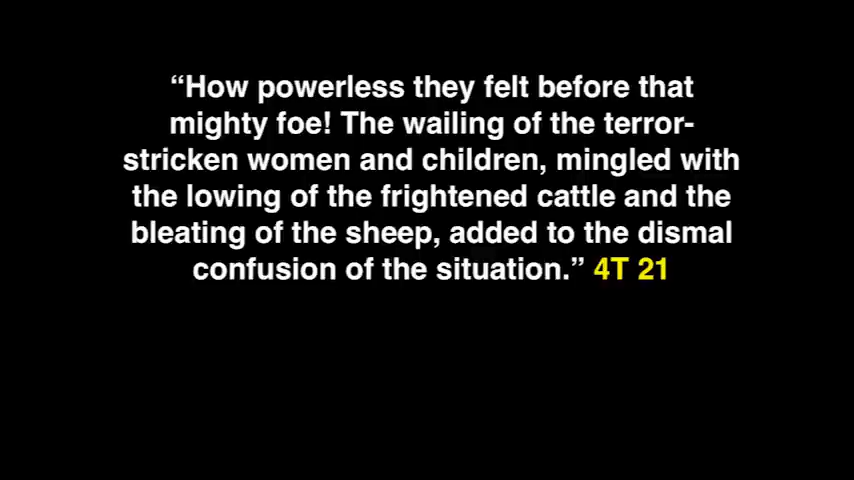 “How powerless they felt before that
mighty foe! The wailing of the terror-
stricken women and children, mingled with
the lowing of the frightened cattle and the
bleating of the sheep, added to the dismal
confusion of the situation.” 4T 21